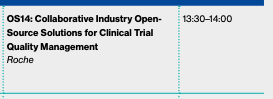 OS14: Collaborative Industry Open-
Source Solutions for Clinical Trial
Quality Management
Roche
13:30–14:00